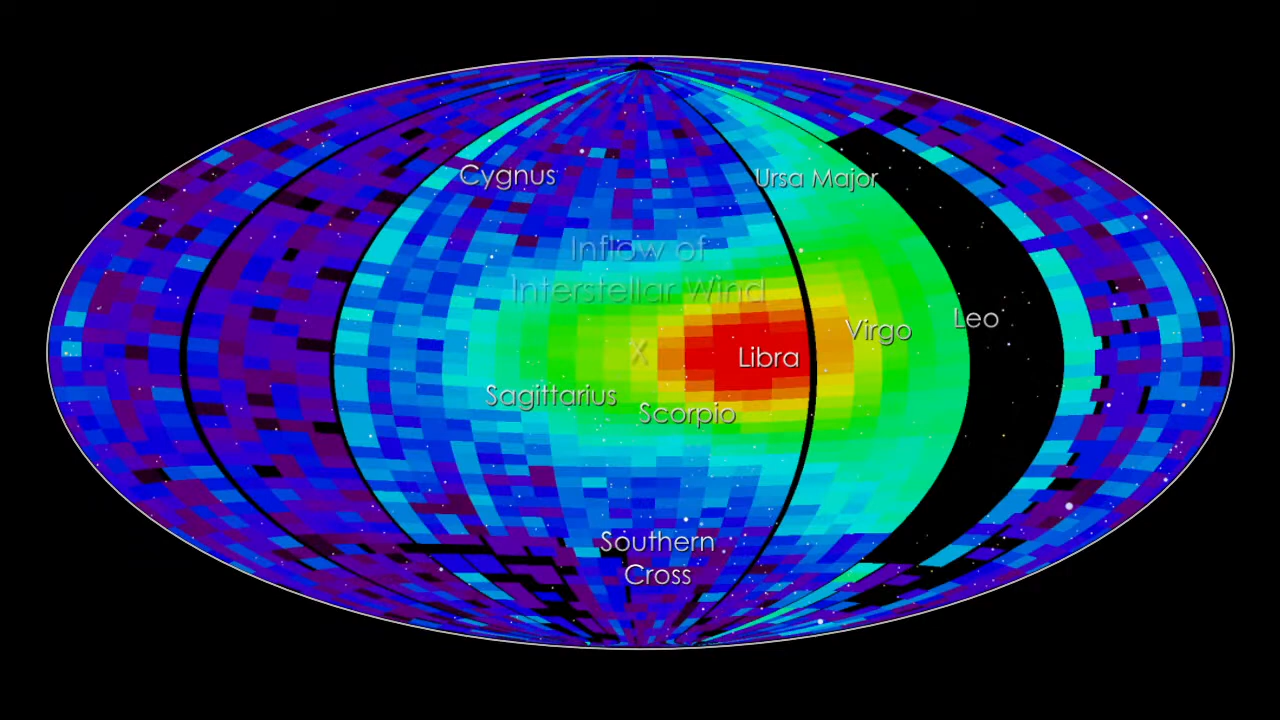 Cygnus
Ursa Major
Inflow of
Interstellar Wind
X
Leo
Virgo
Libra
Sagittarius
Scorpio
Southern
Cross